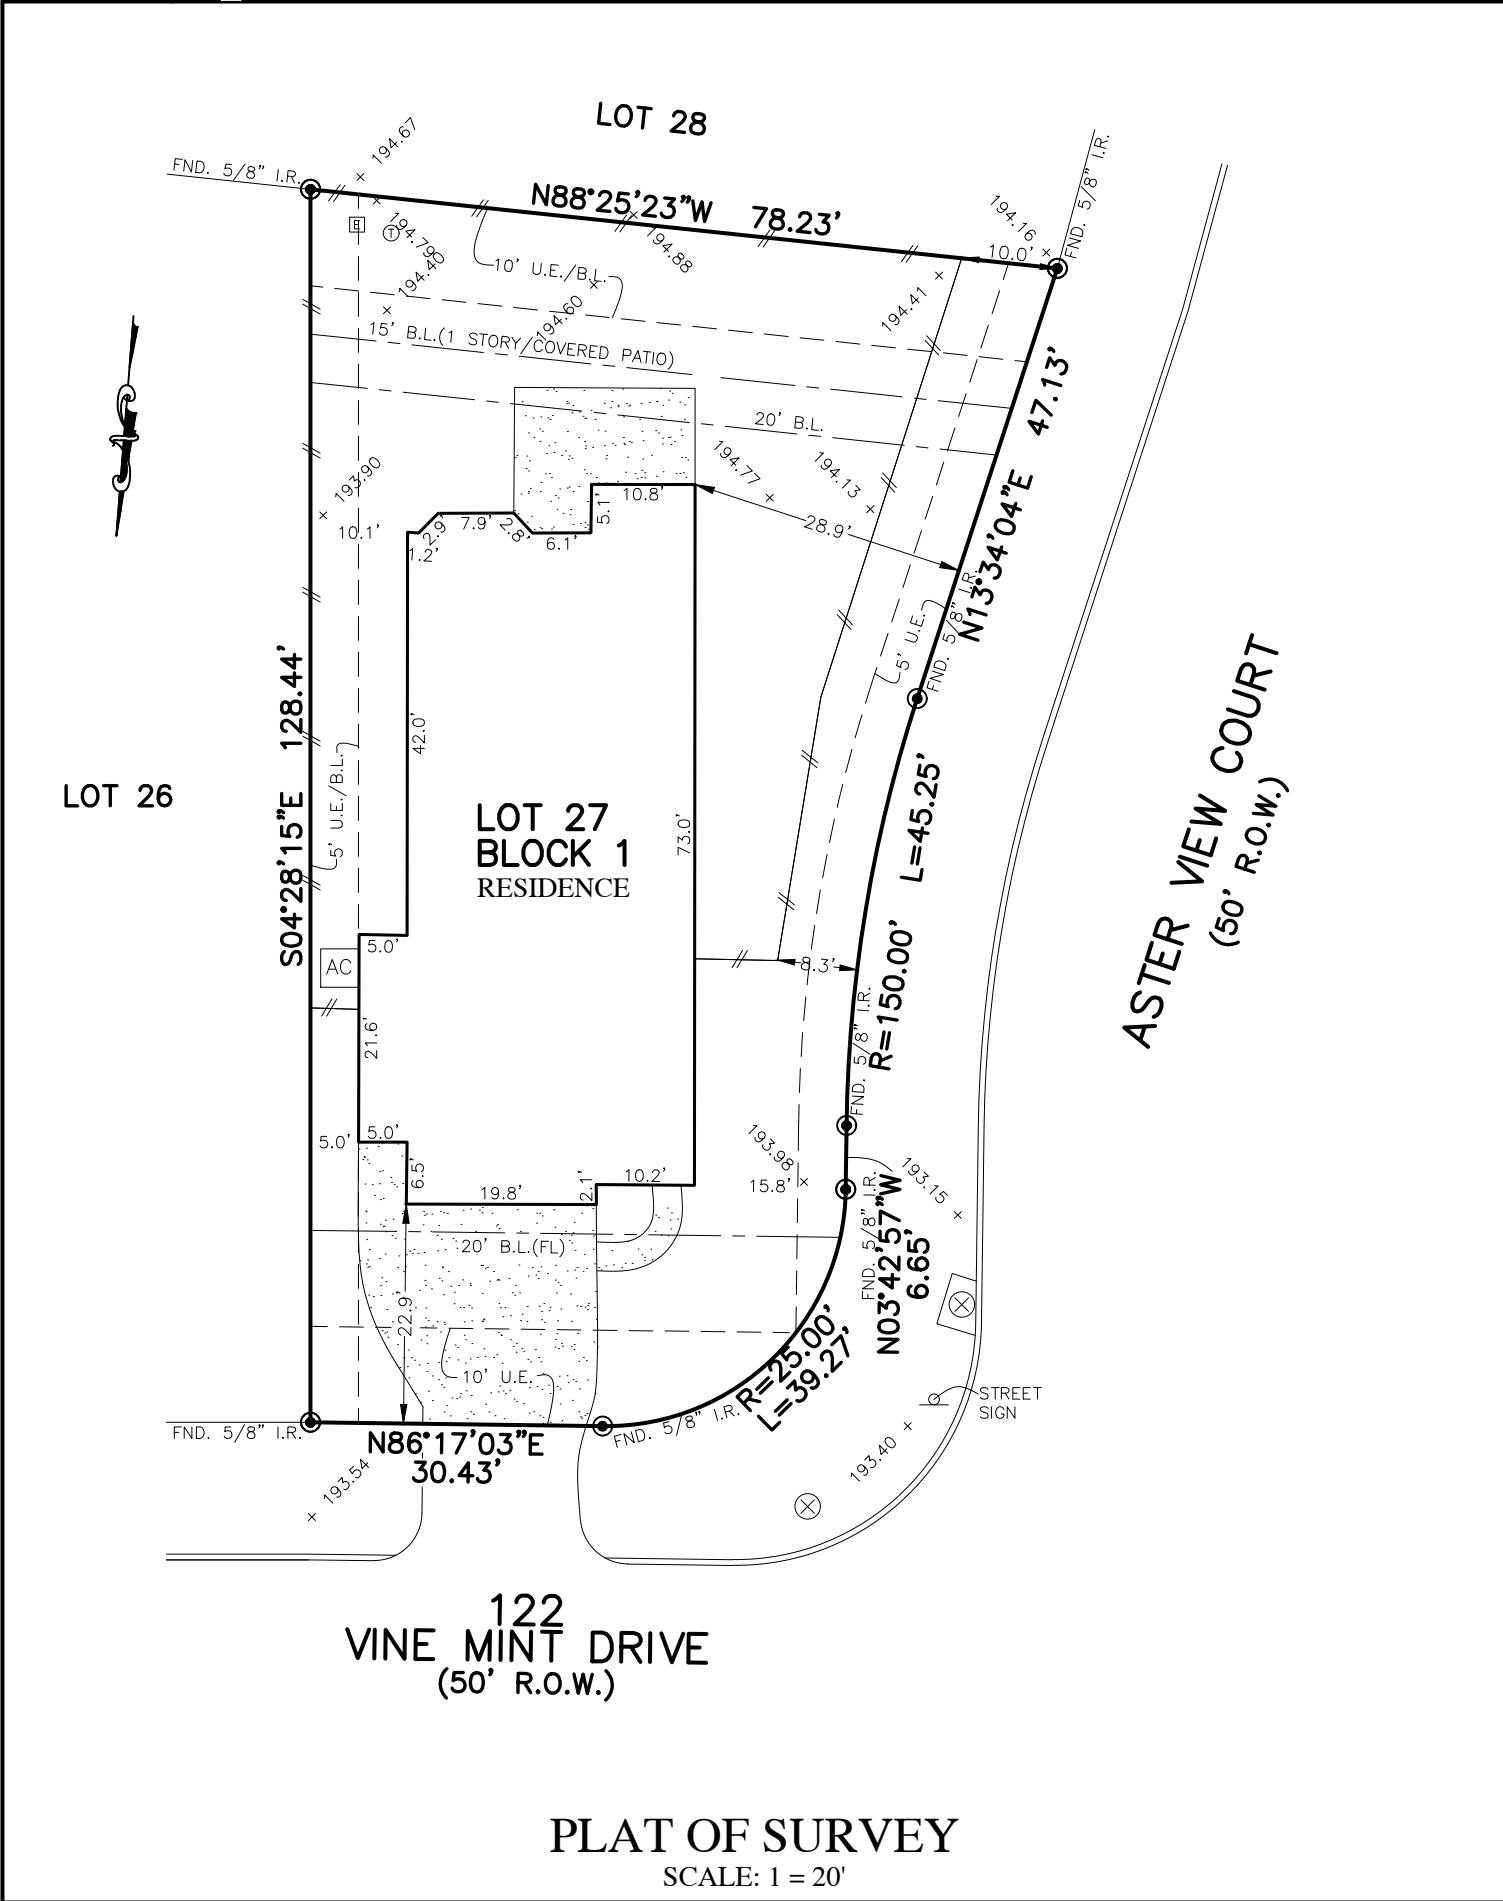 LOT 28
194.67
FND. 5/8" I.R.
N88°25'23"W 78.23'
194.16
FND. 5/8" I.R.
10.0'
E
T
194.79
194.40
194.88
10' U.E./B.L.
194.60
194.41
15' B.L.(1 STORY/COVERED PATIO)
20' B.L.
47.13'
N13°34'04"E
194.77
194.13
193.90
10.1'
10.8'
5.1'
1.2'
2.9'
7.9'
2.8'
6.1'
28.9'
5' U.E.
FND. 5/8" I.R.
S04°28'15"E 128.44'
42.0'
5' U.E./B.L.
LOT 26
LOT 27
BLOCK 1
RESIDENCE
73.0'
L=45.25'
R=150.00'
ASTER VIEW COURT
(50' R.O.W.)
5.0'
AC
8.3'
21.6'
FND. 5/8" I.R.
5.0'
5.0'
6.5'
19.8'
2.1'
10.2'
193.98
15.8'
193.15
FND. 5/8" I.R.
N03°42'57"W
6.65'
20' B.L.(FL)
22.9'
10' U.E.
R=25.00'
L=39.27'
STREET
SIGN
FND. 5/8" I.R.
FND. 5/8" I.R.
N86°17'03"E
30.43'
193.54
193.40
122
VINE MINT DRIVE
(50' R.O.W.)
PLAT OF SURVEY
SCALE: 1 = 20'